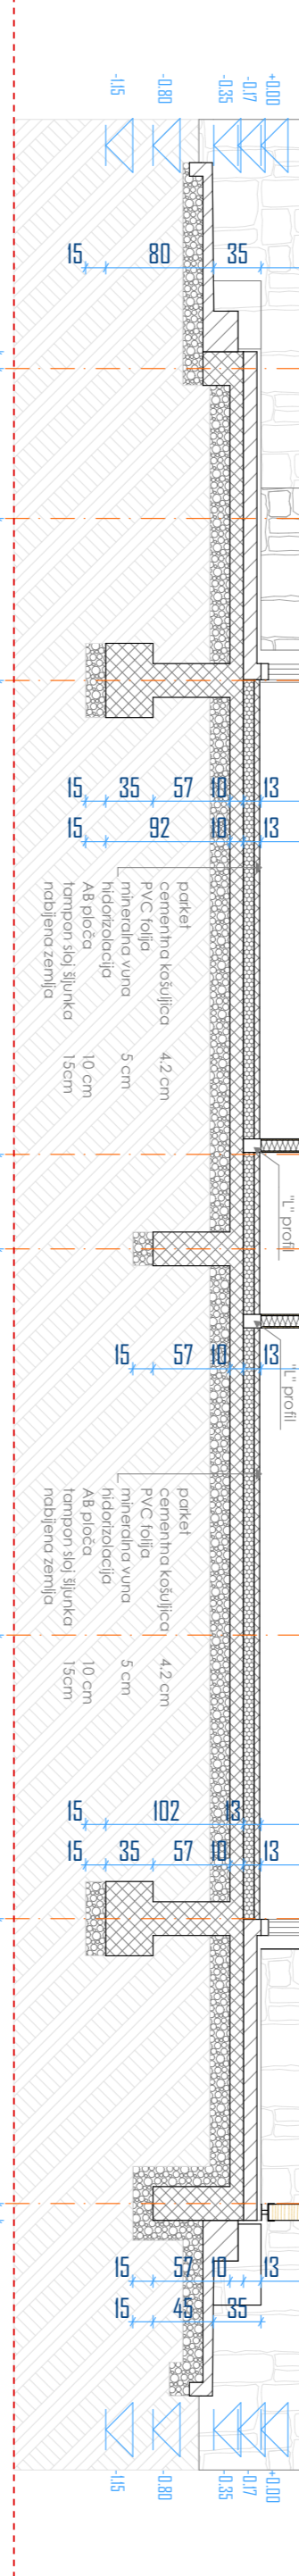 -1.15
-0.80
-0.35
-0.17
+0.00
15 80 35
15 35 57 10 13
15 92 10 13
parket
cementna košuljica 4.2 cm
PVC folija
mineralna vuna 5 cm
hidorizolacija
AB ploča 10 cm
tampon sloj šljunka 15cm
nabijena zemlja
"L" profil
"L" profil
15 57 10 13
parket
cementna košuljica 4.2 cm
PVC folija
mineralna vuna 5 cm
hidorizolacija
AB ploča 10 cm
tampon sloj šljunka 15cm
nabijena zemlja
15 102 13
15 35 57 10 13
15 57 10 13
15 45 35
-1.15
-0.80
-0.35
-0.17
+0.00